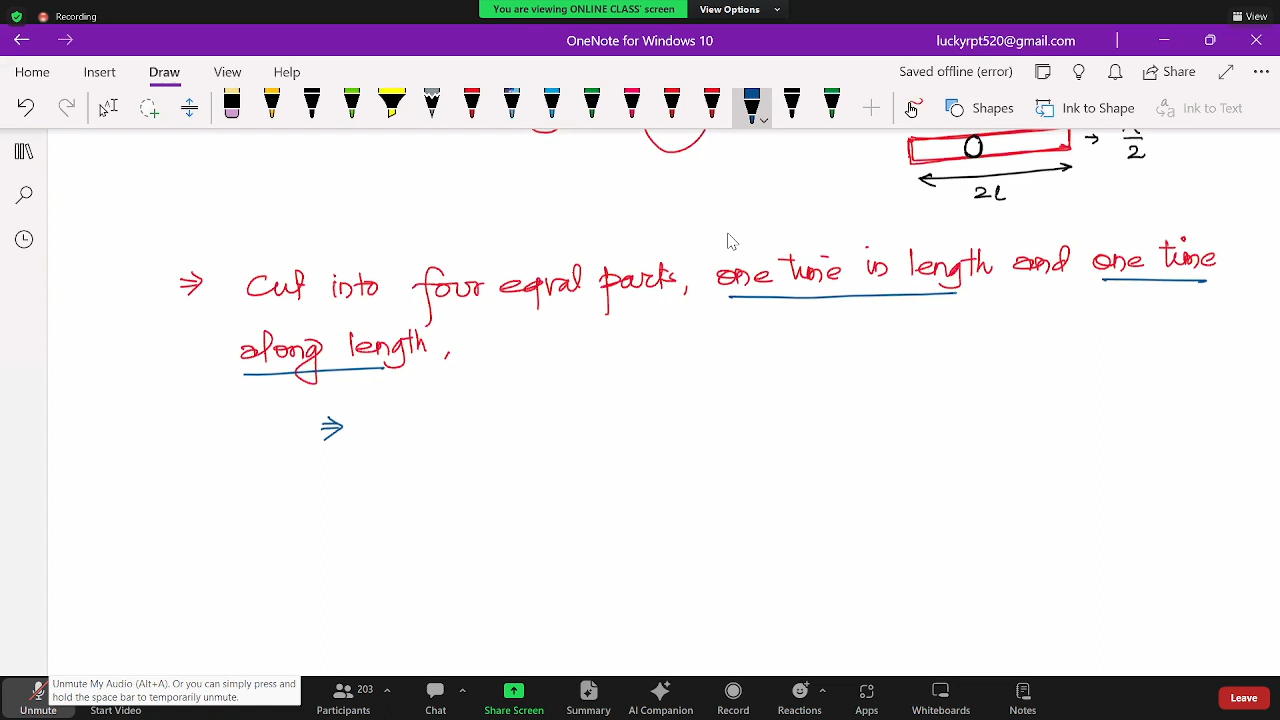 Recording
You are viewing ONLINE CLASS' screen
View Options
View
OneNote for Windows 10
luckyrpt520@gmail.com
Home Insert Draw View Help
Saved offline (error)
Share
Shapes
Ink to Shape
Ink to Text
0 → 2
2l
⇒ Cut into four equal parts, one time in length and one time
along length,
⇒
Unmute My Audio (Alt+A). Or you can simply press and
hold the space bar to temporarily unmute.
Unmute
Start Video
203
Participants
Chat
Share Screen
Summary
AI Companion
Record
Reactions
Apps
Whiteboards
Notes
Leave